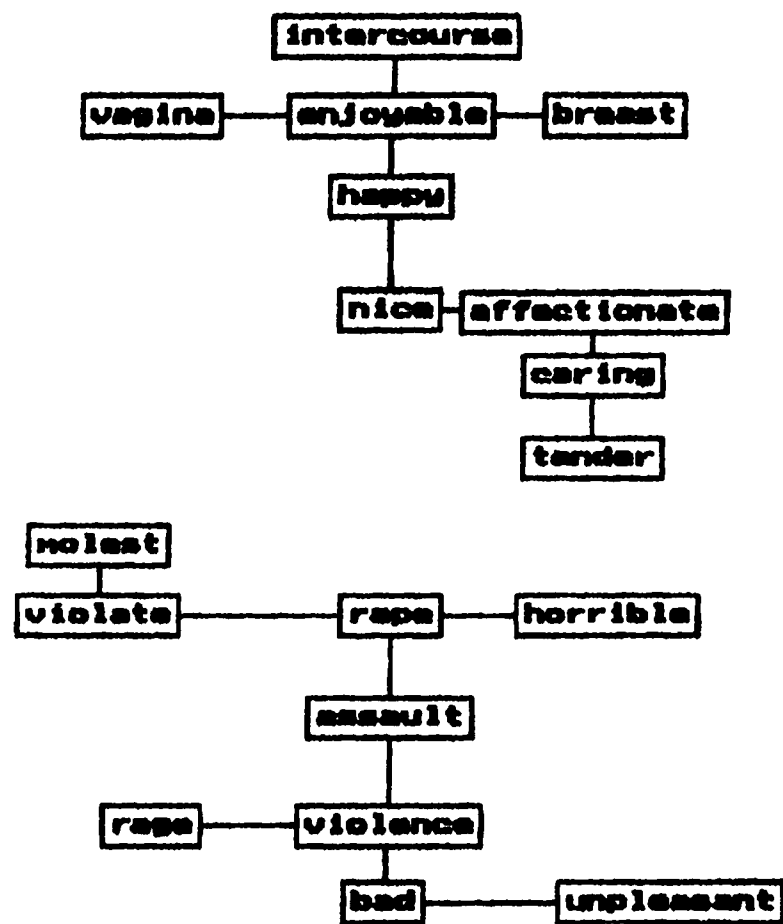 intercourse
vagina enjoyable breast
happy
nice affectionate
caring
tender
molest
violate rape horrible
assault
rage violence
bad unpleasant